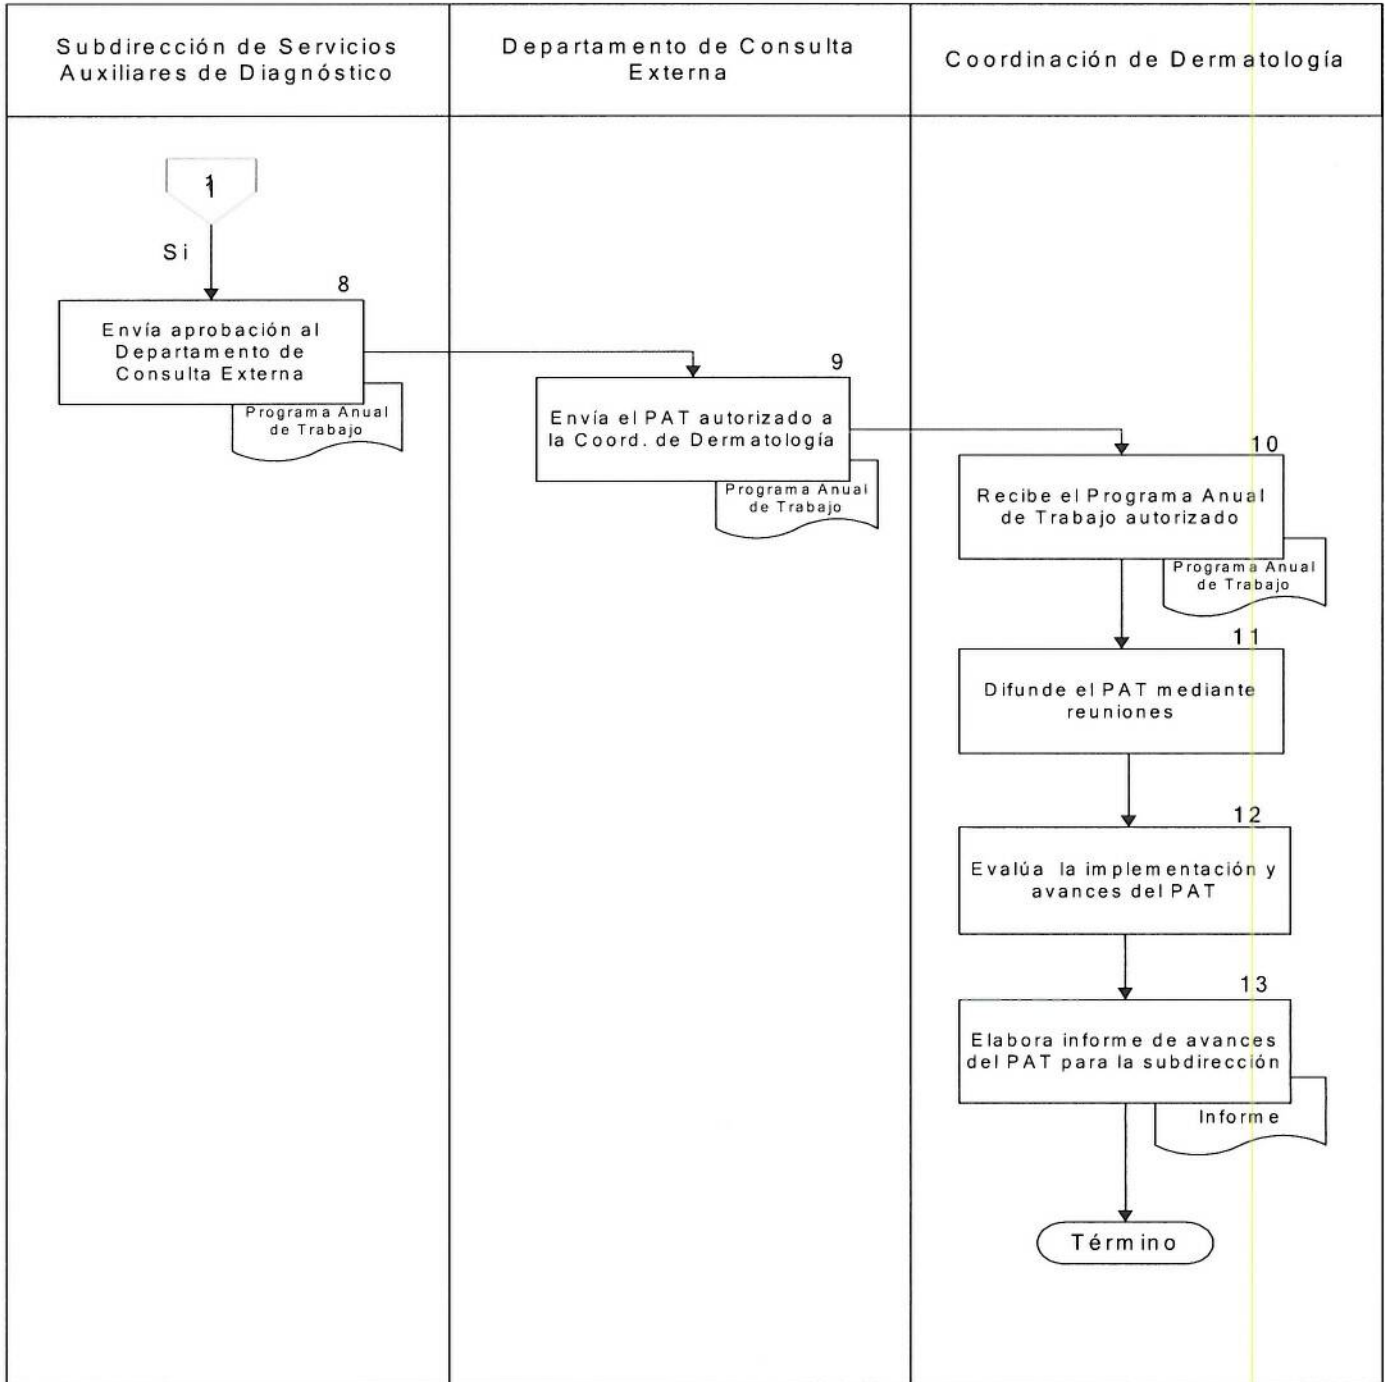 Subdirección de Servicios
Auxiliares de Diagnóstico
Departamento de Consulta
Externa
Coordinación de Dermatología
1
Si
8
Envía aprobación al
Departamento de
Consulta Externa
Programa Anual
de Trabajo
9
Envía el PAT autorizado a
la Coord. de Dermatología
Programa Anual
de Trabajo
10
Recibe el Programa Anual
de Trabajo autorizado
Programa Anual
de Trabajo
11
Difunde el PAT mediante
reuniones
12
Evalúa la implementación y
avances del PAT
13
Elabora informe de avances
del PAT para la subdirección
Informe
Término